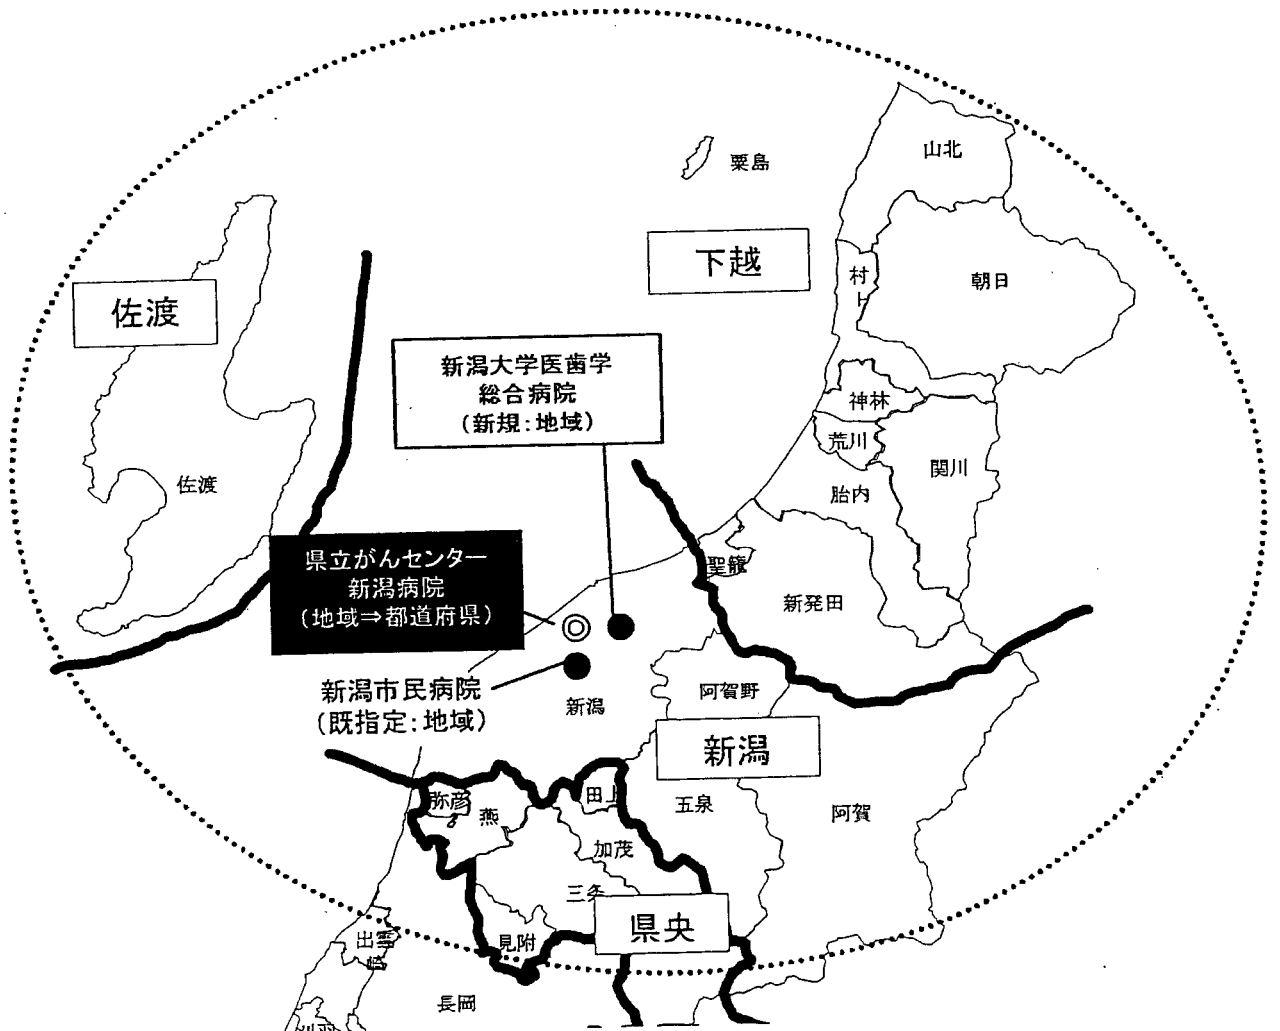 山北
粟島
下越
村上
朝日
佐渡
新潟大学医歯学
総合病院
(新規:地域)
神林
荒川
関川
佐渡
胎内
県立がんセンター
新潟病院
(地域⇒都道府県)
聖籠
新発田
新潟市民病院
(既指定:地域)
新潟
阿賀野
新潟
弥彦
燕
田上
五泉
阿賀
加茂
三条
県央
出雲
崎
見附
長岡